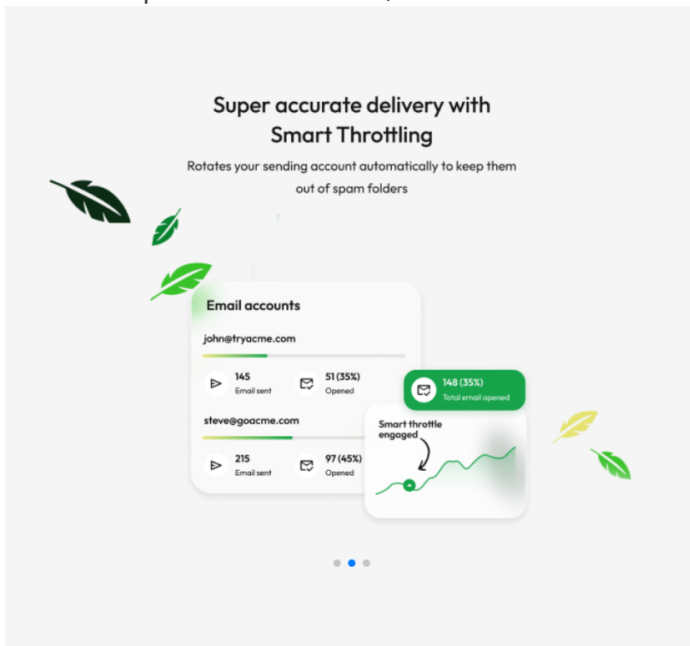 Super accurate delivery with
Smart Throttling
Rotates your sending account automatically to keep them
out of spam folders
Email accounts
john@tryacme.com
145
Email sent
51 (35%)
Opened
148 (35%)
Total email opened
steve@goacme.com
215
Email sent
97 (45%)
Opened
Smart throttle
engaged